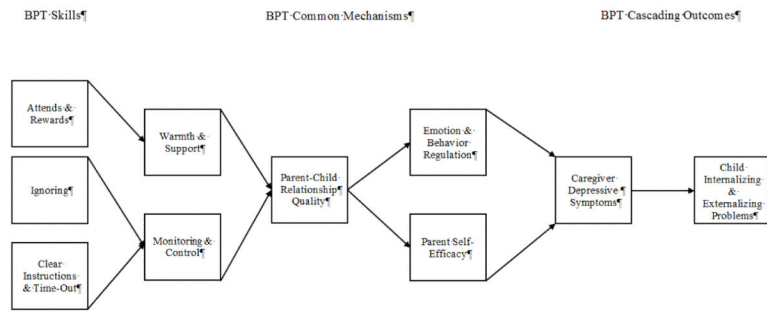 BPT·Skills¶
BPT·Common·Mechanisms¶
BPT·Cascading·Outcomes¶
Attends·&·
Rewards¶
Ignoring¶
Clear·
Instructions·
&·Time-Out¶
Warmth·&·
Support¶
Monitoring·&·
Control¶
Parent-Child·
Relationship·
Quality¶
Emotion·&·
Behavior·
Regulation¶
Parent·Self-
Efficacy¶
Caregiver·
Depressive·¶
Symptoms¶
Child·
Internalizing·
&·
Externalizing·
Problems¶